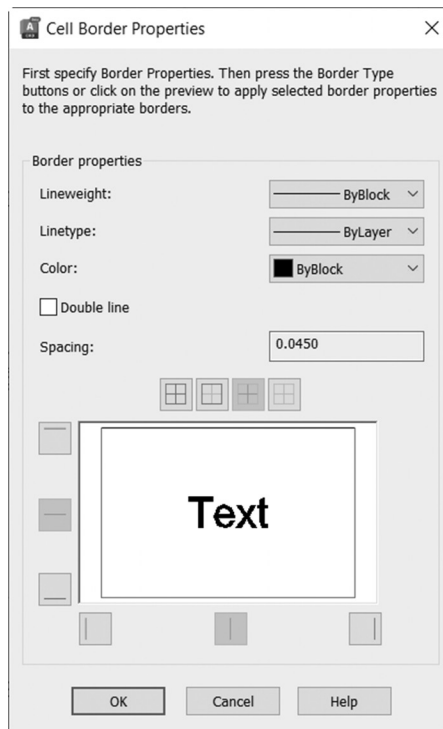 Cell Border Properties
First specify Border Properties. Then press the Border Type
buttons or click on the preview to apply selected border properties
to the appropriate borders.
Border properties
Lineweight:
ByBlock
Linetype:
ByLayer
Color:
ByBlock
Double line
Spacing:
0.0450
Text
OK
Cancel
Help